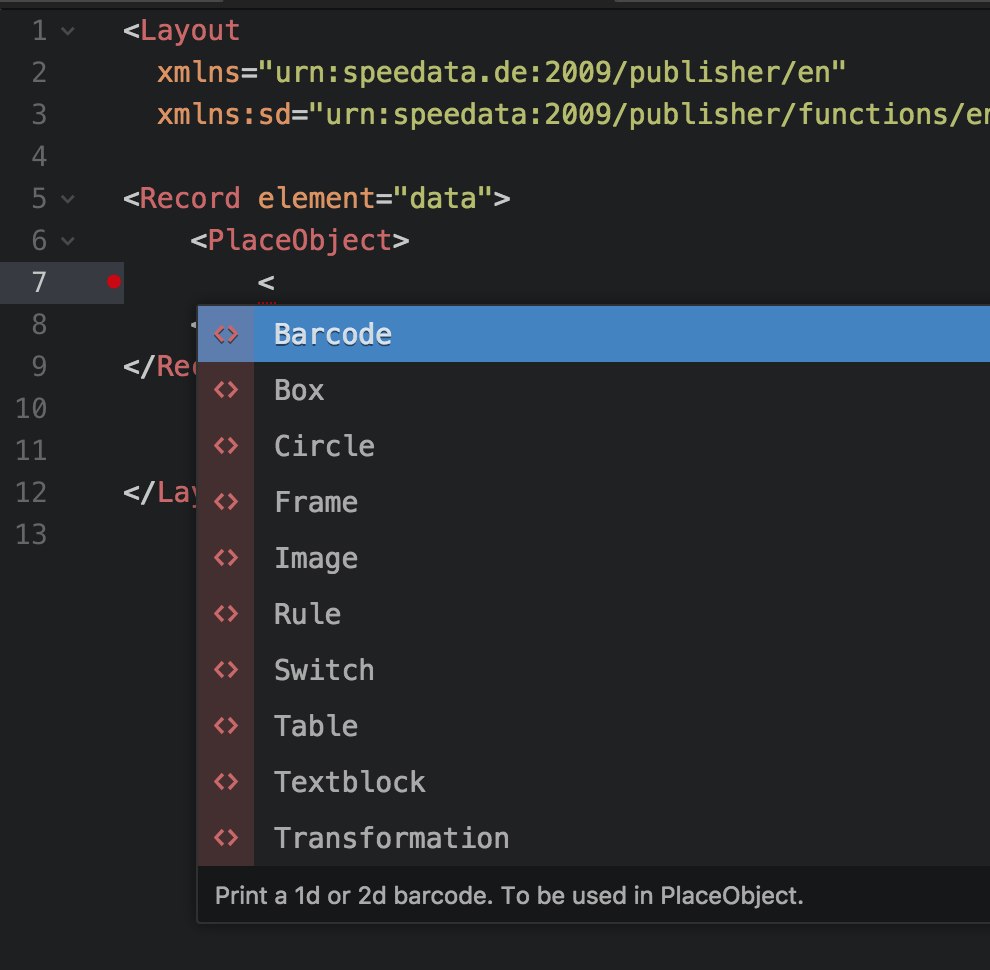 1 <Layout
2 xmlns="urn:speedata.de:2009/publisher/en"
3 xmlns:sd="urn:speedata:2009/publisher/functions/en
4
5 <Record element="data">
6 <PlaceObject>
7 <
8 <
9 </Rec
10
11
12 </Lay
13
Barcode
Box
Circle
Frame
Image
Rule
Switch
Table
Textblock
Transformation
Print a 1d or 2d barcode. To be used in PlaceObject.